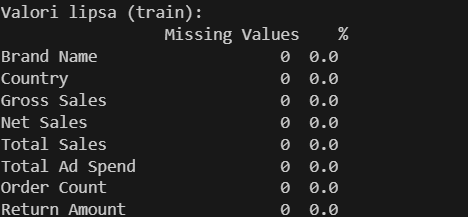 Valori lipsa (train):
Missing Values %
Brand Name 0 0.0
Country 0 0.0
Gross Sales 0 0.0
Net Sales 0 0.0
Total Sales 0 0.0
Total Ad Spend 0 0.0
Order Count 0 0.0
Return Amount 0 0.0